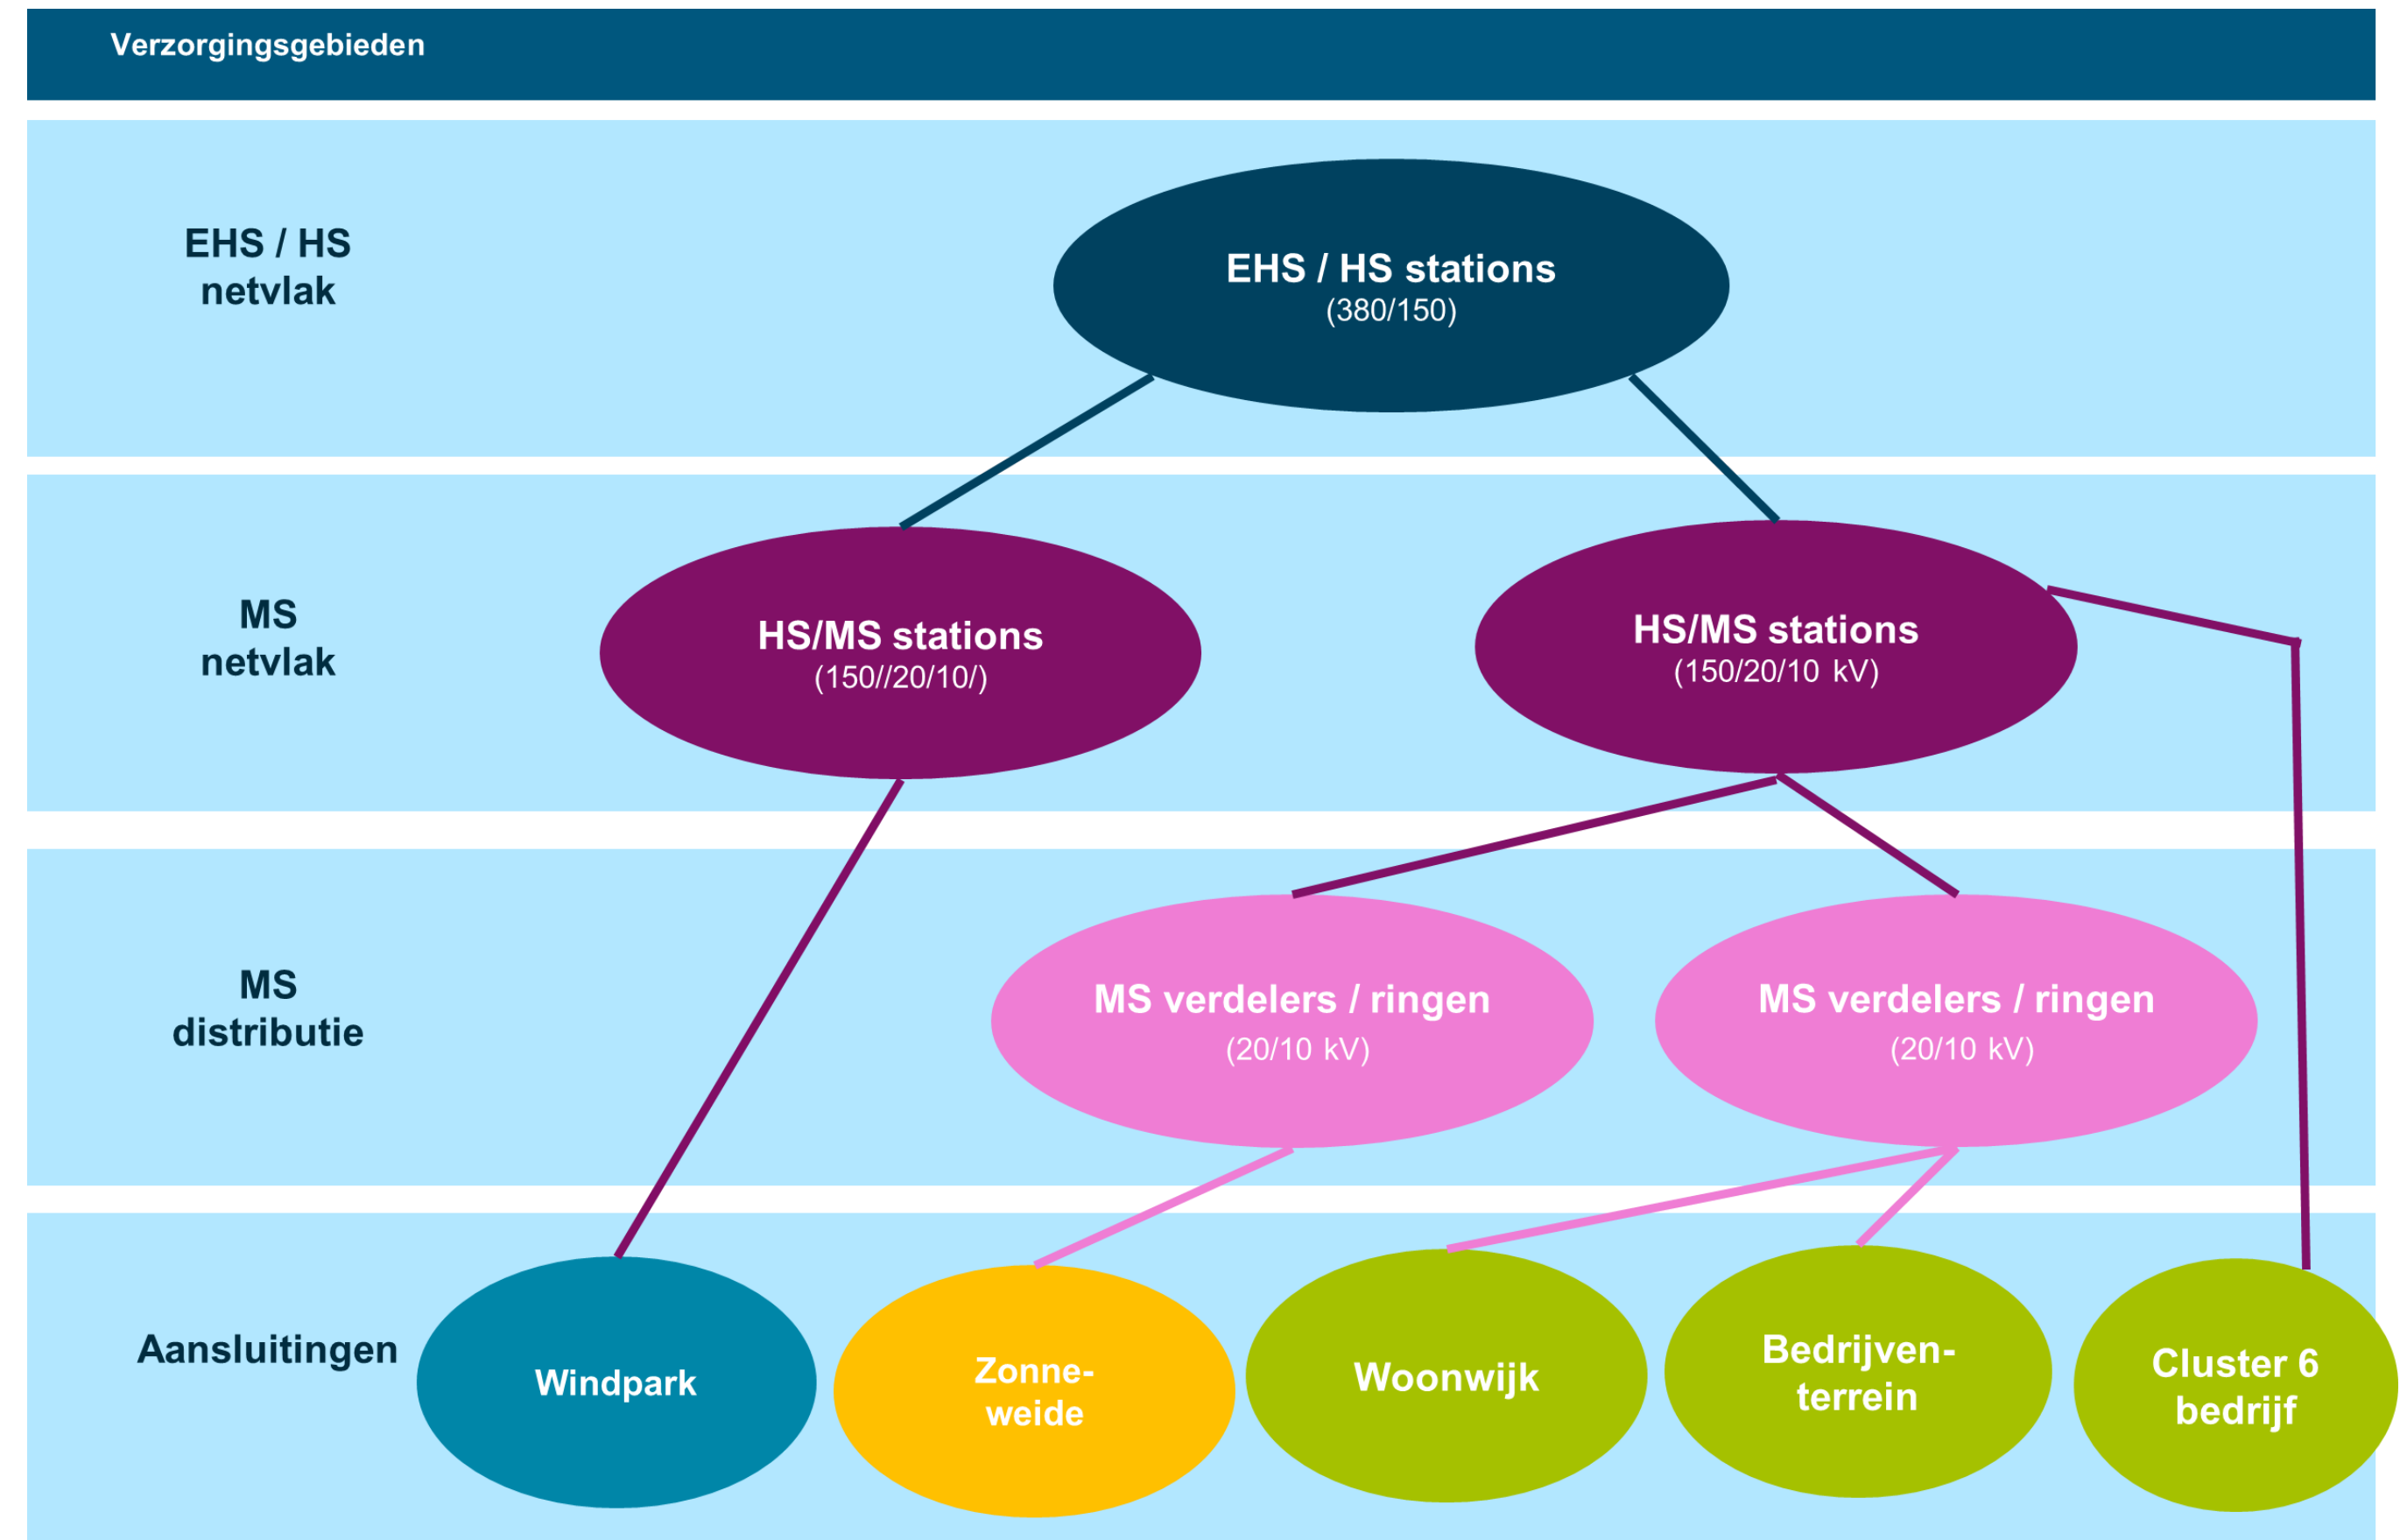 Verzorgingsgebieden
EHS / HS
netvlak
EHS / HS stations
(380/150)
MS
netvlak
HS/MS stations
(150//20/10/)
HS/MS stations
(150/20/10 kV)
MS
distributie
MS verdelers / ringen
(20/10 kV)
MS verdelers / ringen
(20/10 kV)
Aansluitingen
Windpark
Zonne-
weide
Woonwijk
Bedrijven-
terrein
Cluster 6
bedrijf